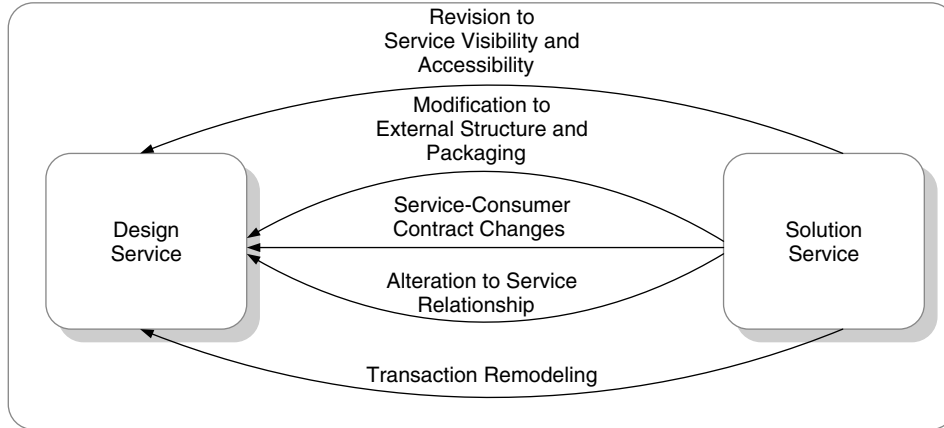 Revision to
Service Visibility and
Accessibility
Modification to
External Structure and
Packaging
Design
Service
Service-Consumer
Contract Changes
Solution
Service
Alteration to Service
Relationship
Transaction Remodeling